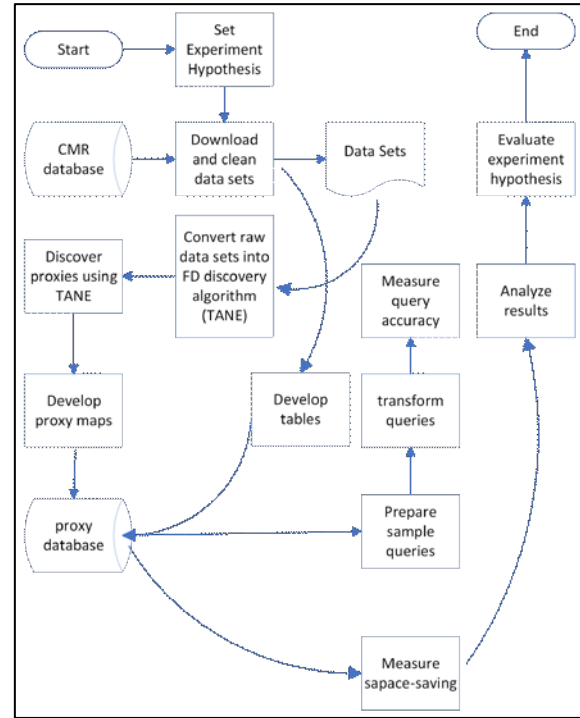 Start
Set
Experiment
Hypothesis
End
CMR
database
Download
and clean
data sets
Data Sets
Evaluate
experiment
hypothesis
Discover
proxies using
TANE
Convert raw
data sets into
FD discovery
algorithm
(TANE)
Measure
query
accuracy
Analyze
results
Develop
proxy maps
Develop
tables
transform
queries
proxy
database
Prepare
sample
queries
Measure
sapace-saving